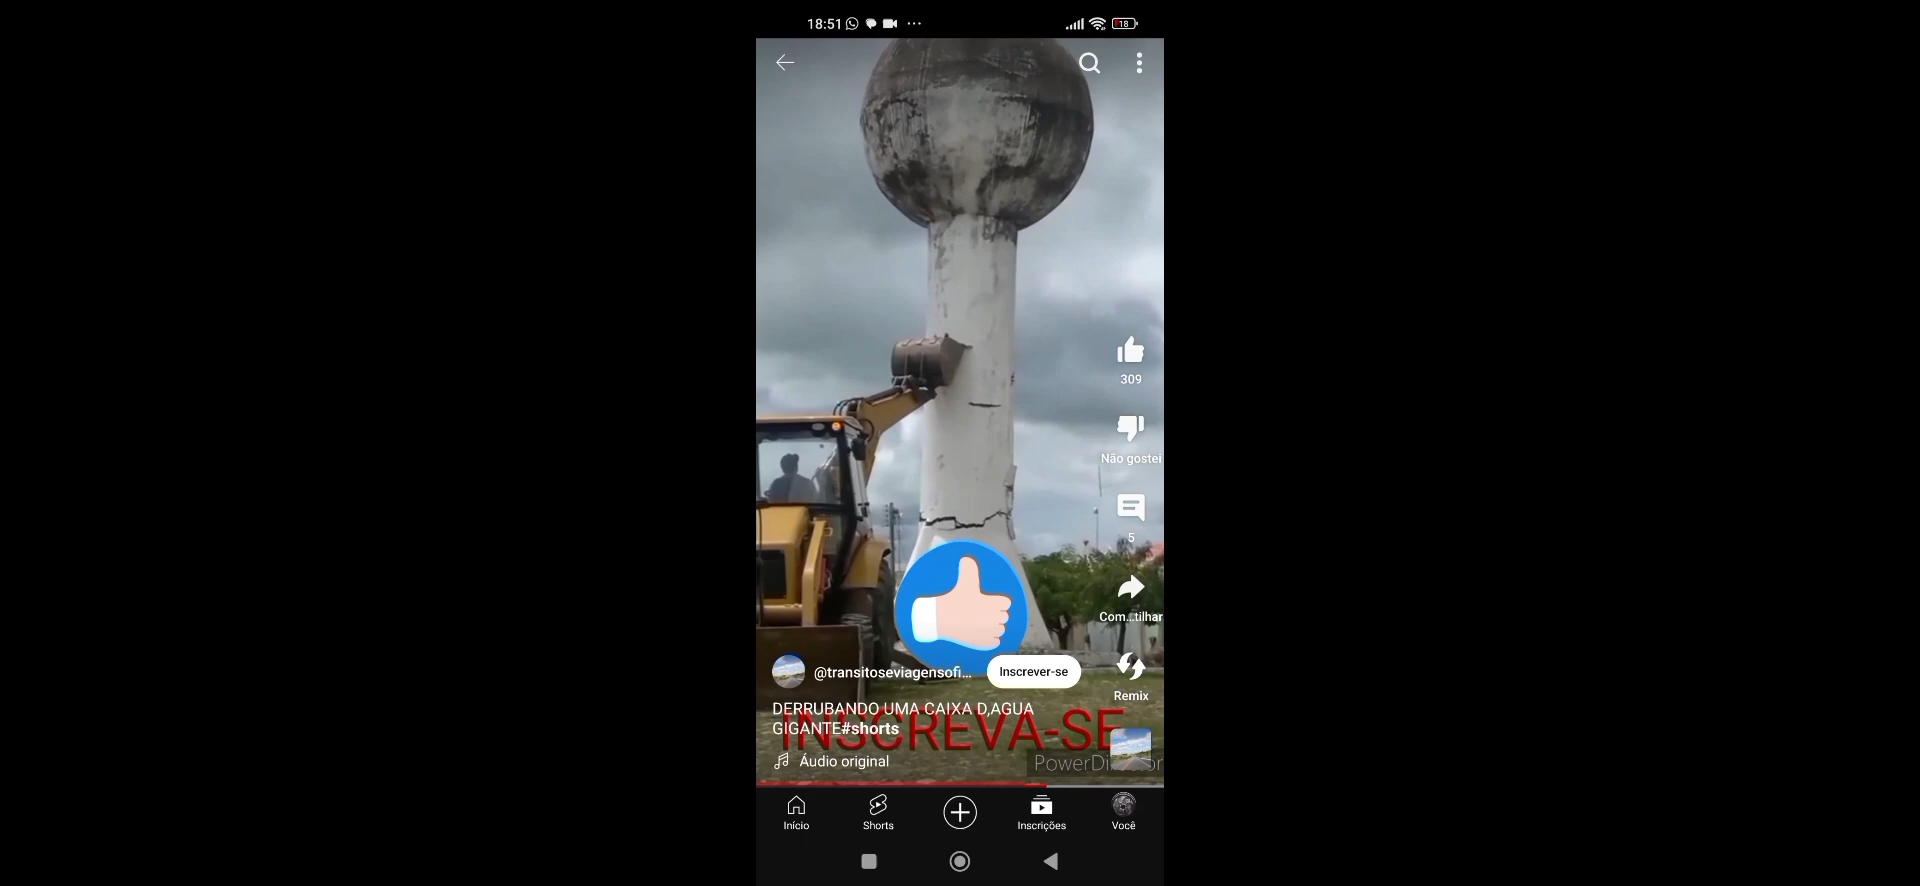 18:51
18
309
Não gostei
5
Com...tilhar
@transitoseviagensofi...
Inscrever-se
Remix
DERRUBANDO UMA CAIXA D,AGUA
GIGANTE#shorts
INSCREVA-SE
Áudio original
Início
Shorts
Inscrições
Você